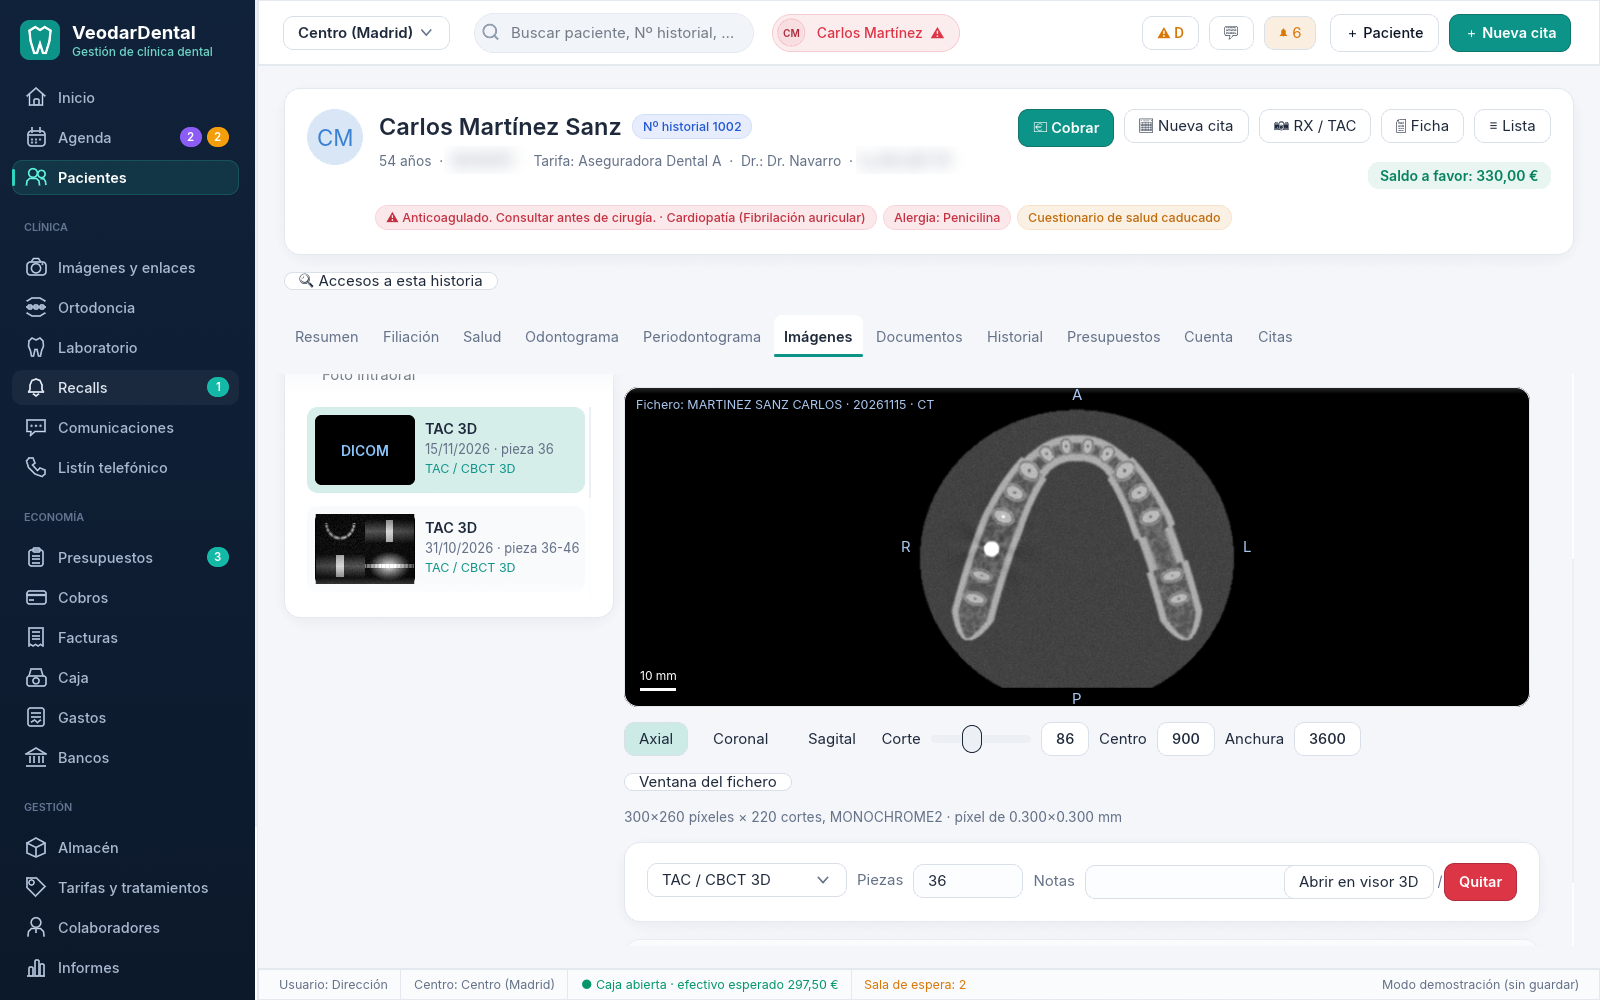 VeodarDental
Gestión de clínica dental
Inicio
Agenda 2 2
Pacientes
CLÍNICA
Imágenes y enlaces
Ortodoncia
Laboratorio
Recalls 1
Comunicaciones
Listín telefónico
ECONOMÍA
Presupuestos 3
Cobros
Facturas
Caja
Gastos
Bancos
GESTIÓN
Almacén
Tarifas y tratamientos
Colaboradores
Informes
Centro (Madrid)
Buscar paciente, Nº historial, ...
CM Carlos Martínez
D
6
+ Paciente
+ Nueva cita
CM
Carlos Martínez Sanz Nº historial 1002
54 años · Tarifa: Aseguradora Dental A · Dr.: Dr. Navarro ·
Cobrar
Nueva cita
RX / TAC
Ficha
Lista
Saldo a favor: 330,00 €
Anticoagulado. Consultar antes de cirugía. · Cardiopatía (Fibrilación auricular)
Alergia: Penicilina
Cuestionario de salud caducado
Accesos a esta historia
Resumen Filiación Salud Odontograma Periodontograma Imágenes Documentos Historial Presupuestos Cuenta Citas
Foto intraoral
DICOM
TAC 3D
15/11/2026 · pieza 36
TAC / CBCT 3D
TAC 3D
31/10/2026 · pieza 36-46
TAC / CBCT 3D
Fichero: MARTINEZ SANZ CARLOS · 20261115 · CT
A
R
L
P
10 mm
Axial Coronal Sagital Corte 86 Centro 900 Anchura 3600
Ventana del fichero
300×260 píxeles × 220 cortes, MONOCHROME2 · píxel de 0.300×0.300 mm
TAC / CBCT 3D Piezas 36 Notas Abrir en visor 3D / Quitar
Usuario: Dirección
Centro: Centro (Madrid)
Caja abierta · efectivo esperado 297,50 €
Sala de espera: 2
Modo demostración (sin guardar)